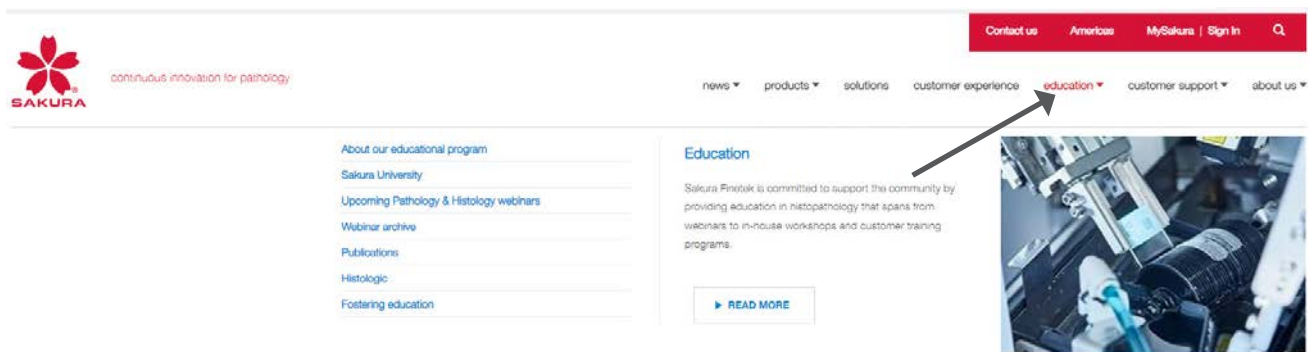 Contact us Americas MySakura | Sign In
SAKURA
continuous innovation for pathology
news products solutions customer experience education customer support about us
About our educational program
Sakura University
Upcoming Pathology & Histology webinars
Webinar archive
Publications
Histologic
Fostering education
Education
Sakura Finetek is committed to support the community by
providing education in histopathology that spans from
webinars to in-house workshops and customer training
programs.
READ MORE